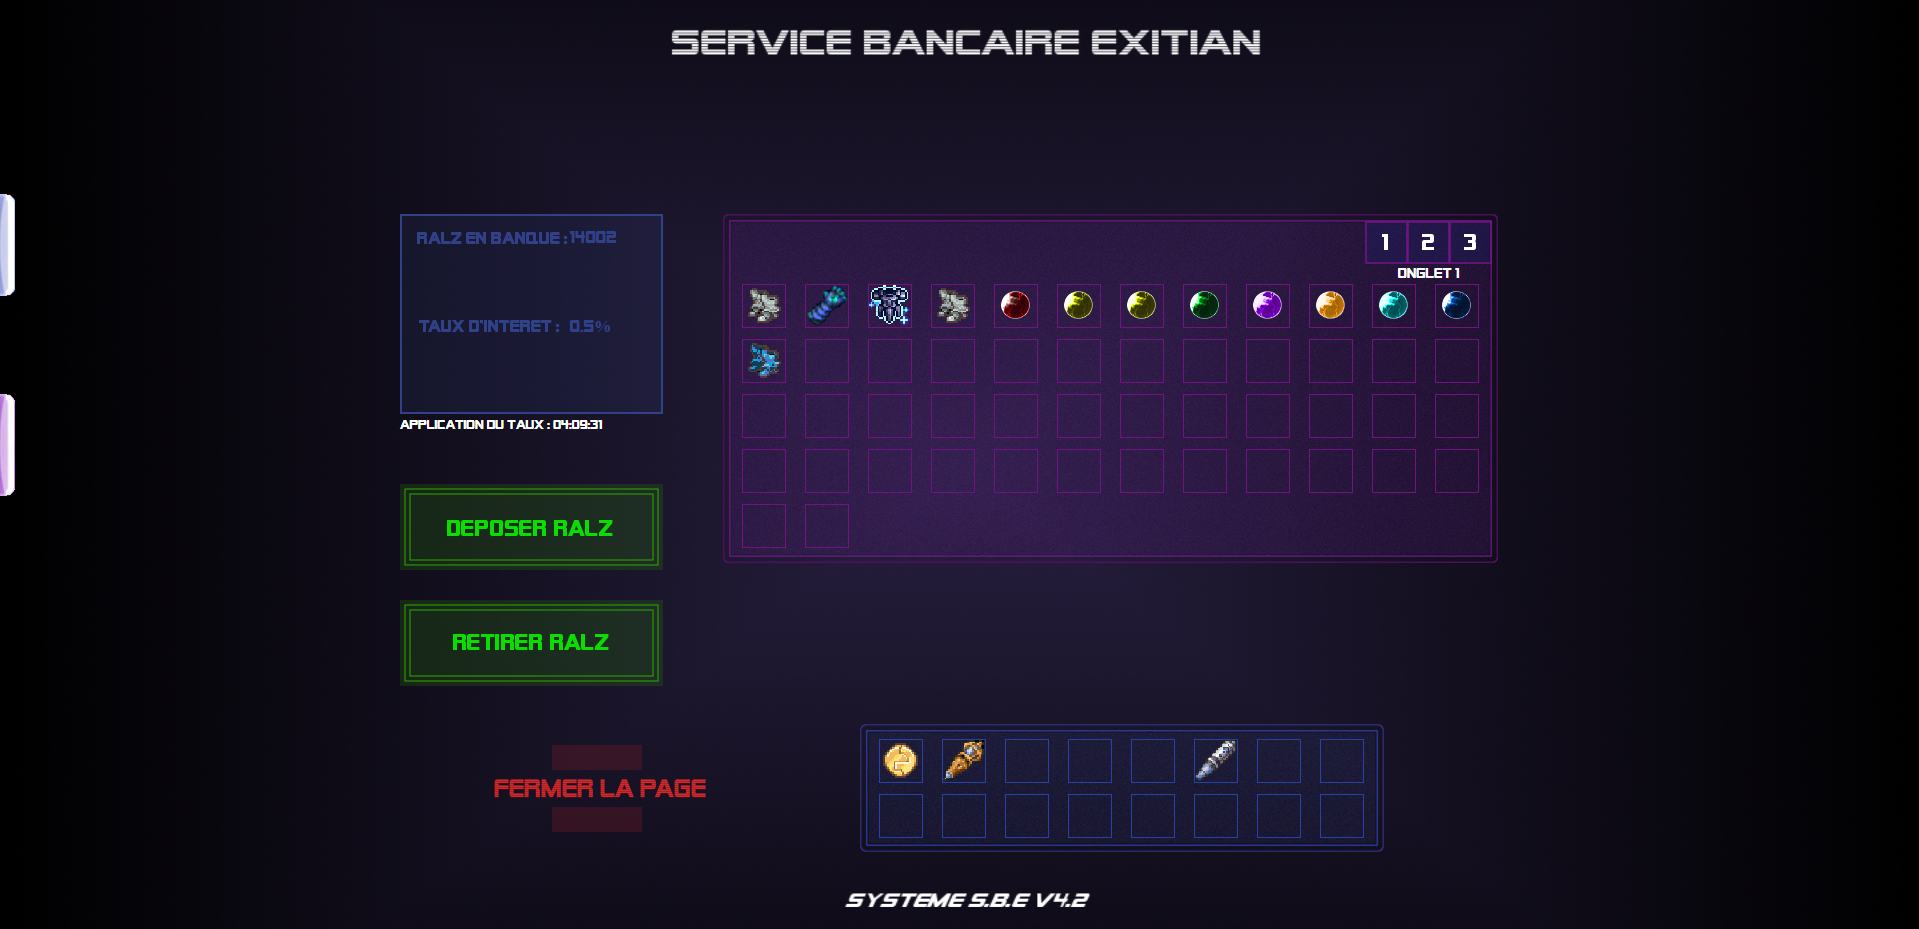 SERVICE BANCAIRE EXITIAN
RALZ EN BANQUE : 14002
TAUX D'INTERET : 0.5%
APPLICATION DU TAUX : 04:09:31
1 2 3
ONGLET 1
DEPOSER RALZ
RETIRER RALZ
FERMER LA PAGE
SYSTEME S.B.E V4.2